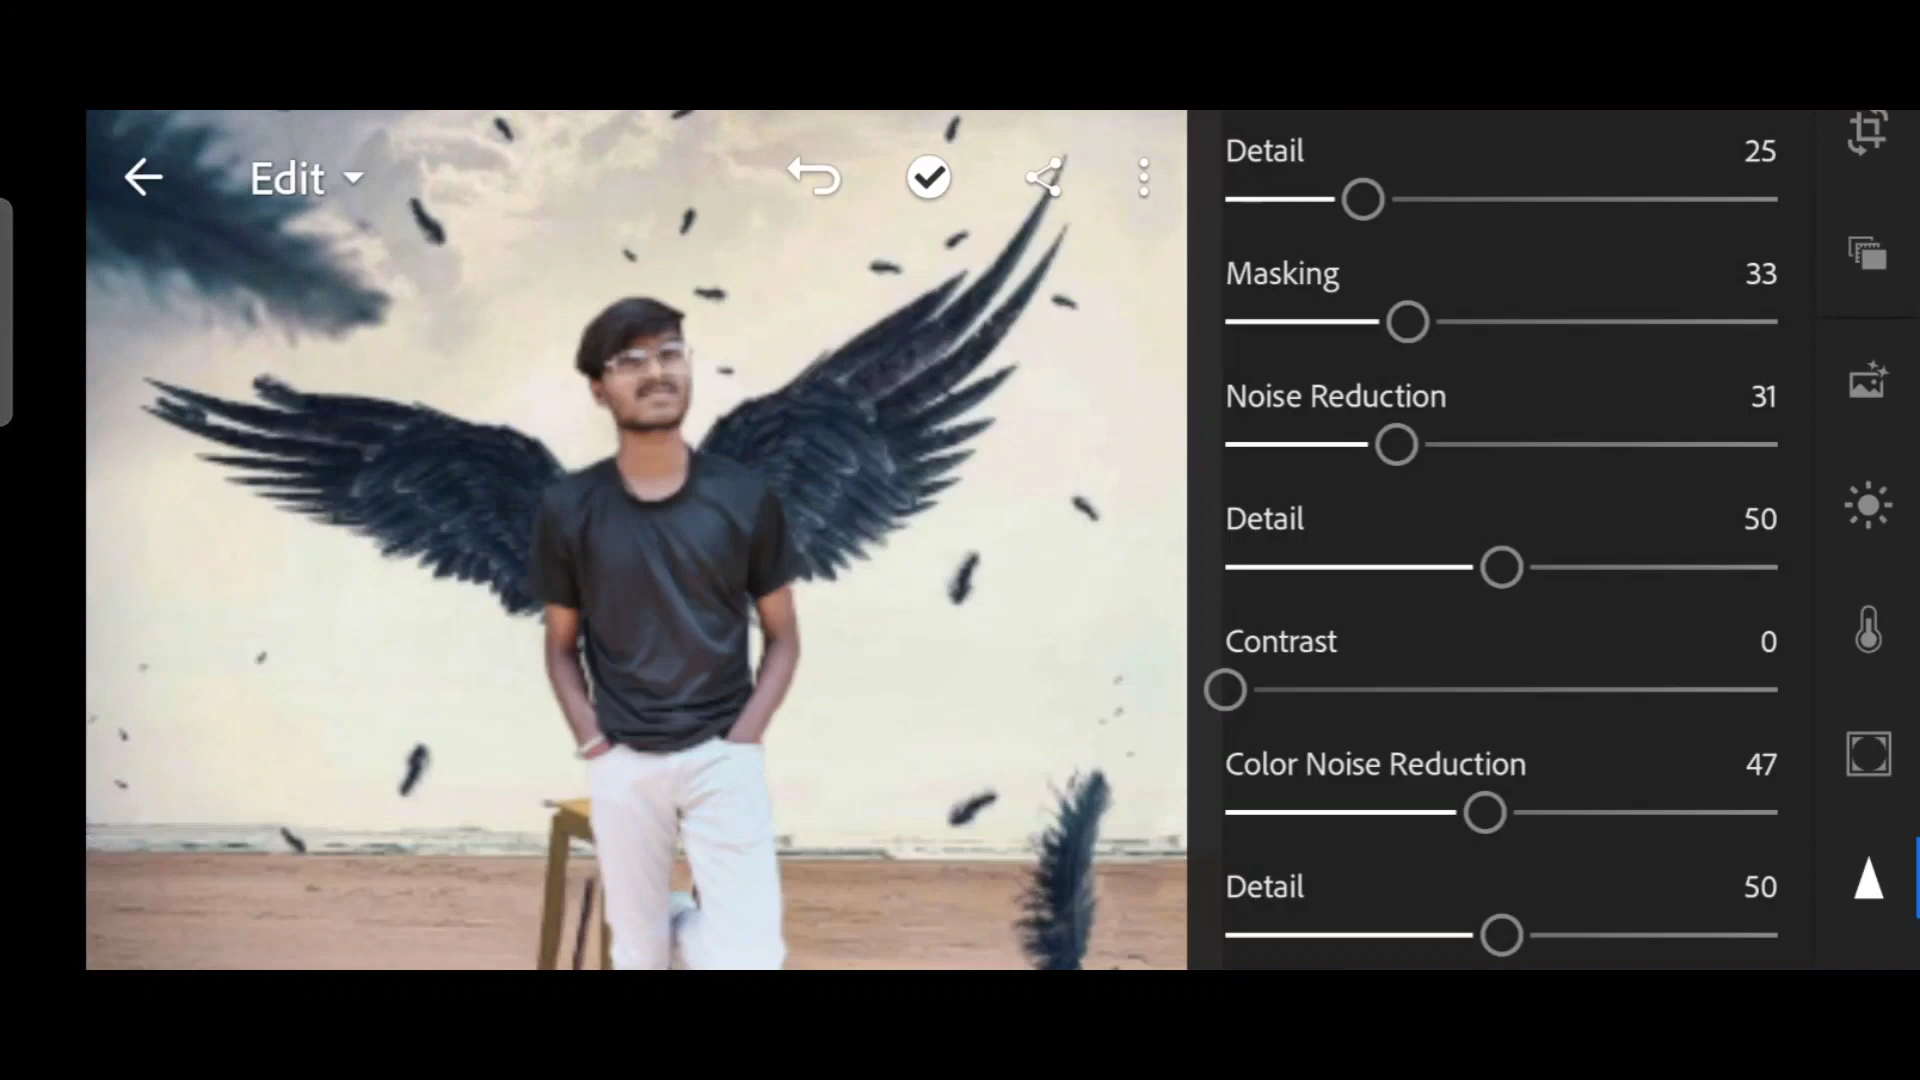 Edit
Detail 25
Masking 33
Noise Reduction 31
Detail 50
Contrast 0
Color Noise Reduction 47
Detail 50